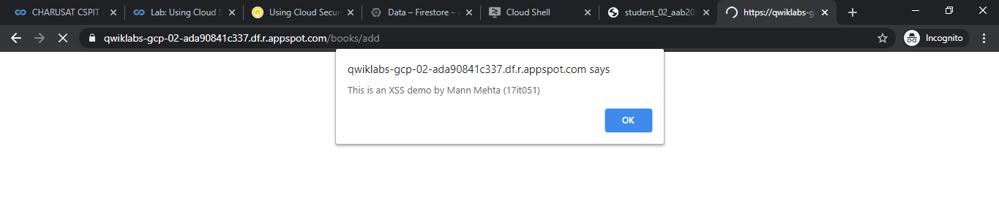 CHARUSAT CSPIT
Lab: Using Cloud S
Using Cloud Secur
Data – Firestore –
Cloud Shell
student_02_aab20
https://qwiklabs-g
qwiklabs-gcp-02-ada90841c337.df.r.appspot.com/books/add
Incognito
qwiklabs-gcp-02-ada90841c337.df.r.appspot.com says
This is an XSS demo by Mann Mehta (17it051)
OK